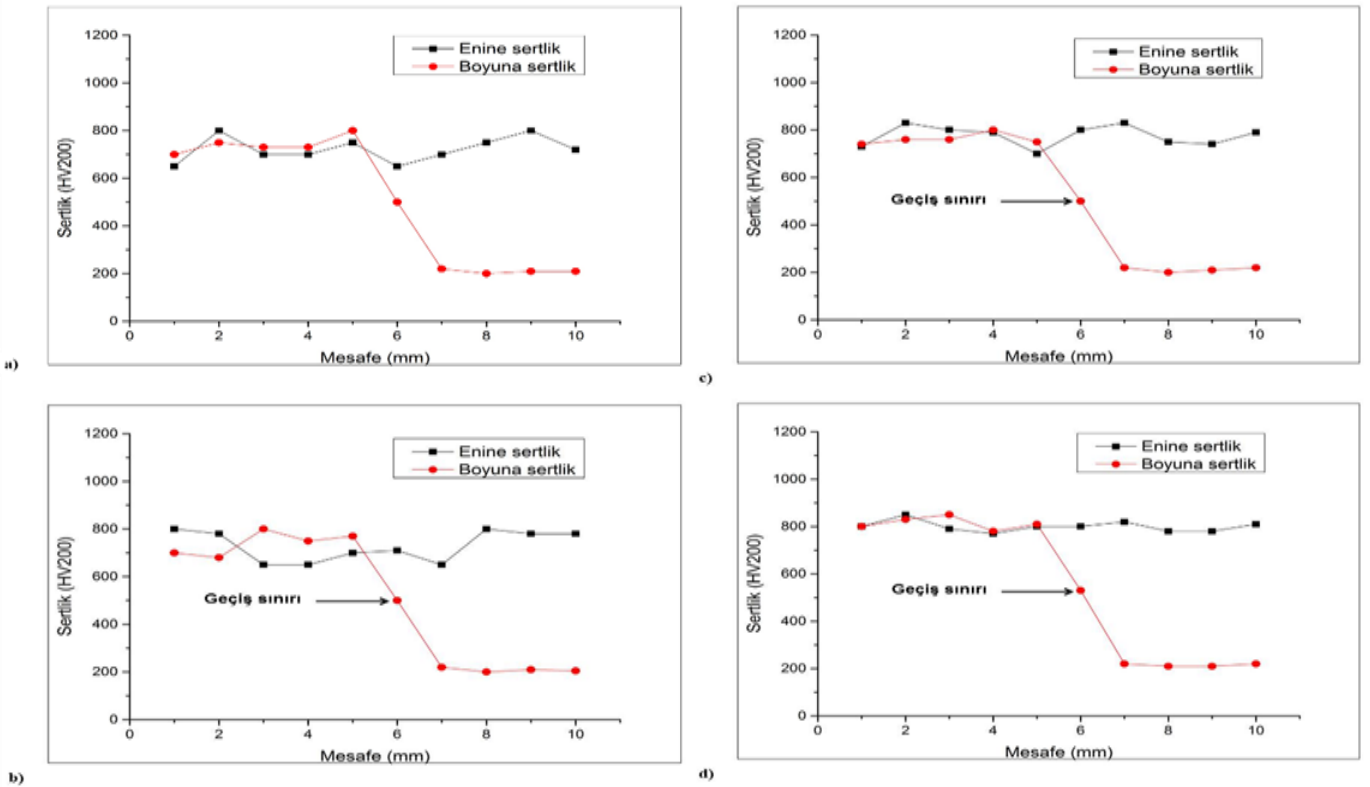 1200
1000
800
600
400
200
0
Sertlik (HV200)
Enine sertlik
Boyuna sertlik
0 2 4 6 8 10
Mesafe (mm)
a)
1200
1000
800
600
400
200
0
Sertlik (HV200)
Enine sertlik
Boyuna sertlik
Geçiş sınırı
0 2 4 6 8 10
Mesafe (mm)
c)
1200
1000
800
600
400
200
0
Sertlik (HV200)
Enine sertlik
Boyuna sertlik
Geçiş sınırı
0 2 4 6 8 10
Mesafe (mm)
b)
1200
1000
800
600
400
200
0
Sertlik (HV200)
Enine sertlik
Boyuna sertlik
Geçiş sınırı
0 2 4 6 8 10
Mesafe (mm)
d)